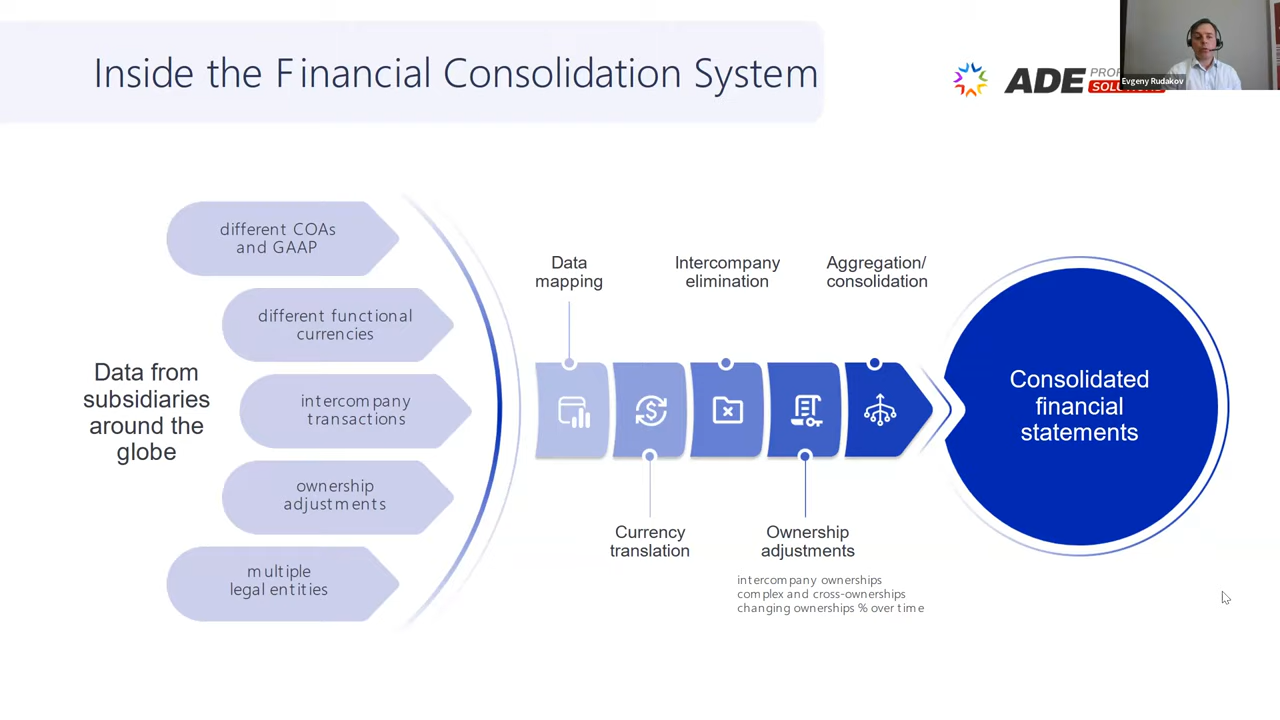 Inside the Financial Consolidation System
ADE
Evgeny Rudakov
different COAs
and GAAP
different functional
currencies
intercompany
transactions
ownership
adjustments
multiple
legal entities
Data from
subsidiaries
around the
globe
Data
mapping
Intercompany
elimination
Aggregation/
consolidation
Currency
translation
Ownership
adjustments
intercompany ownerships
complex and cross-ownerships
changing ownerships % over time
Consolidated
financial
statements